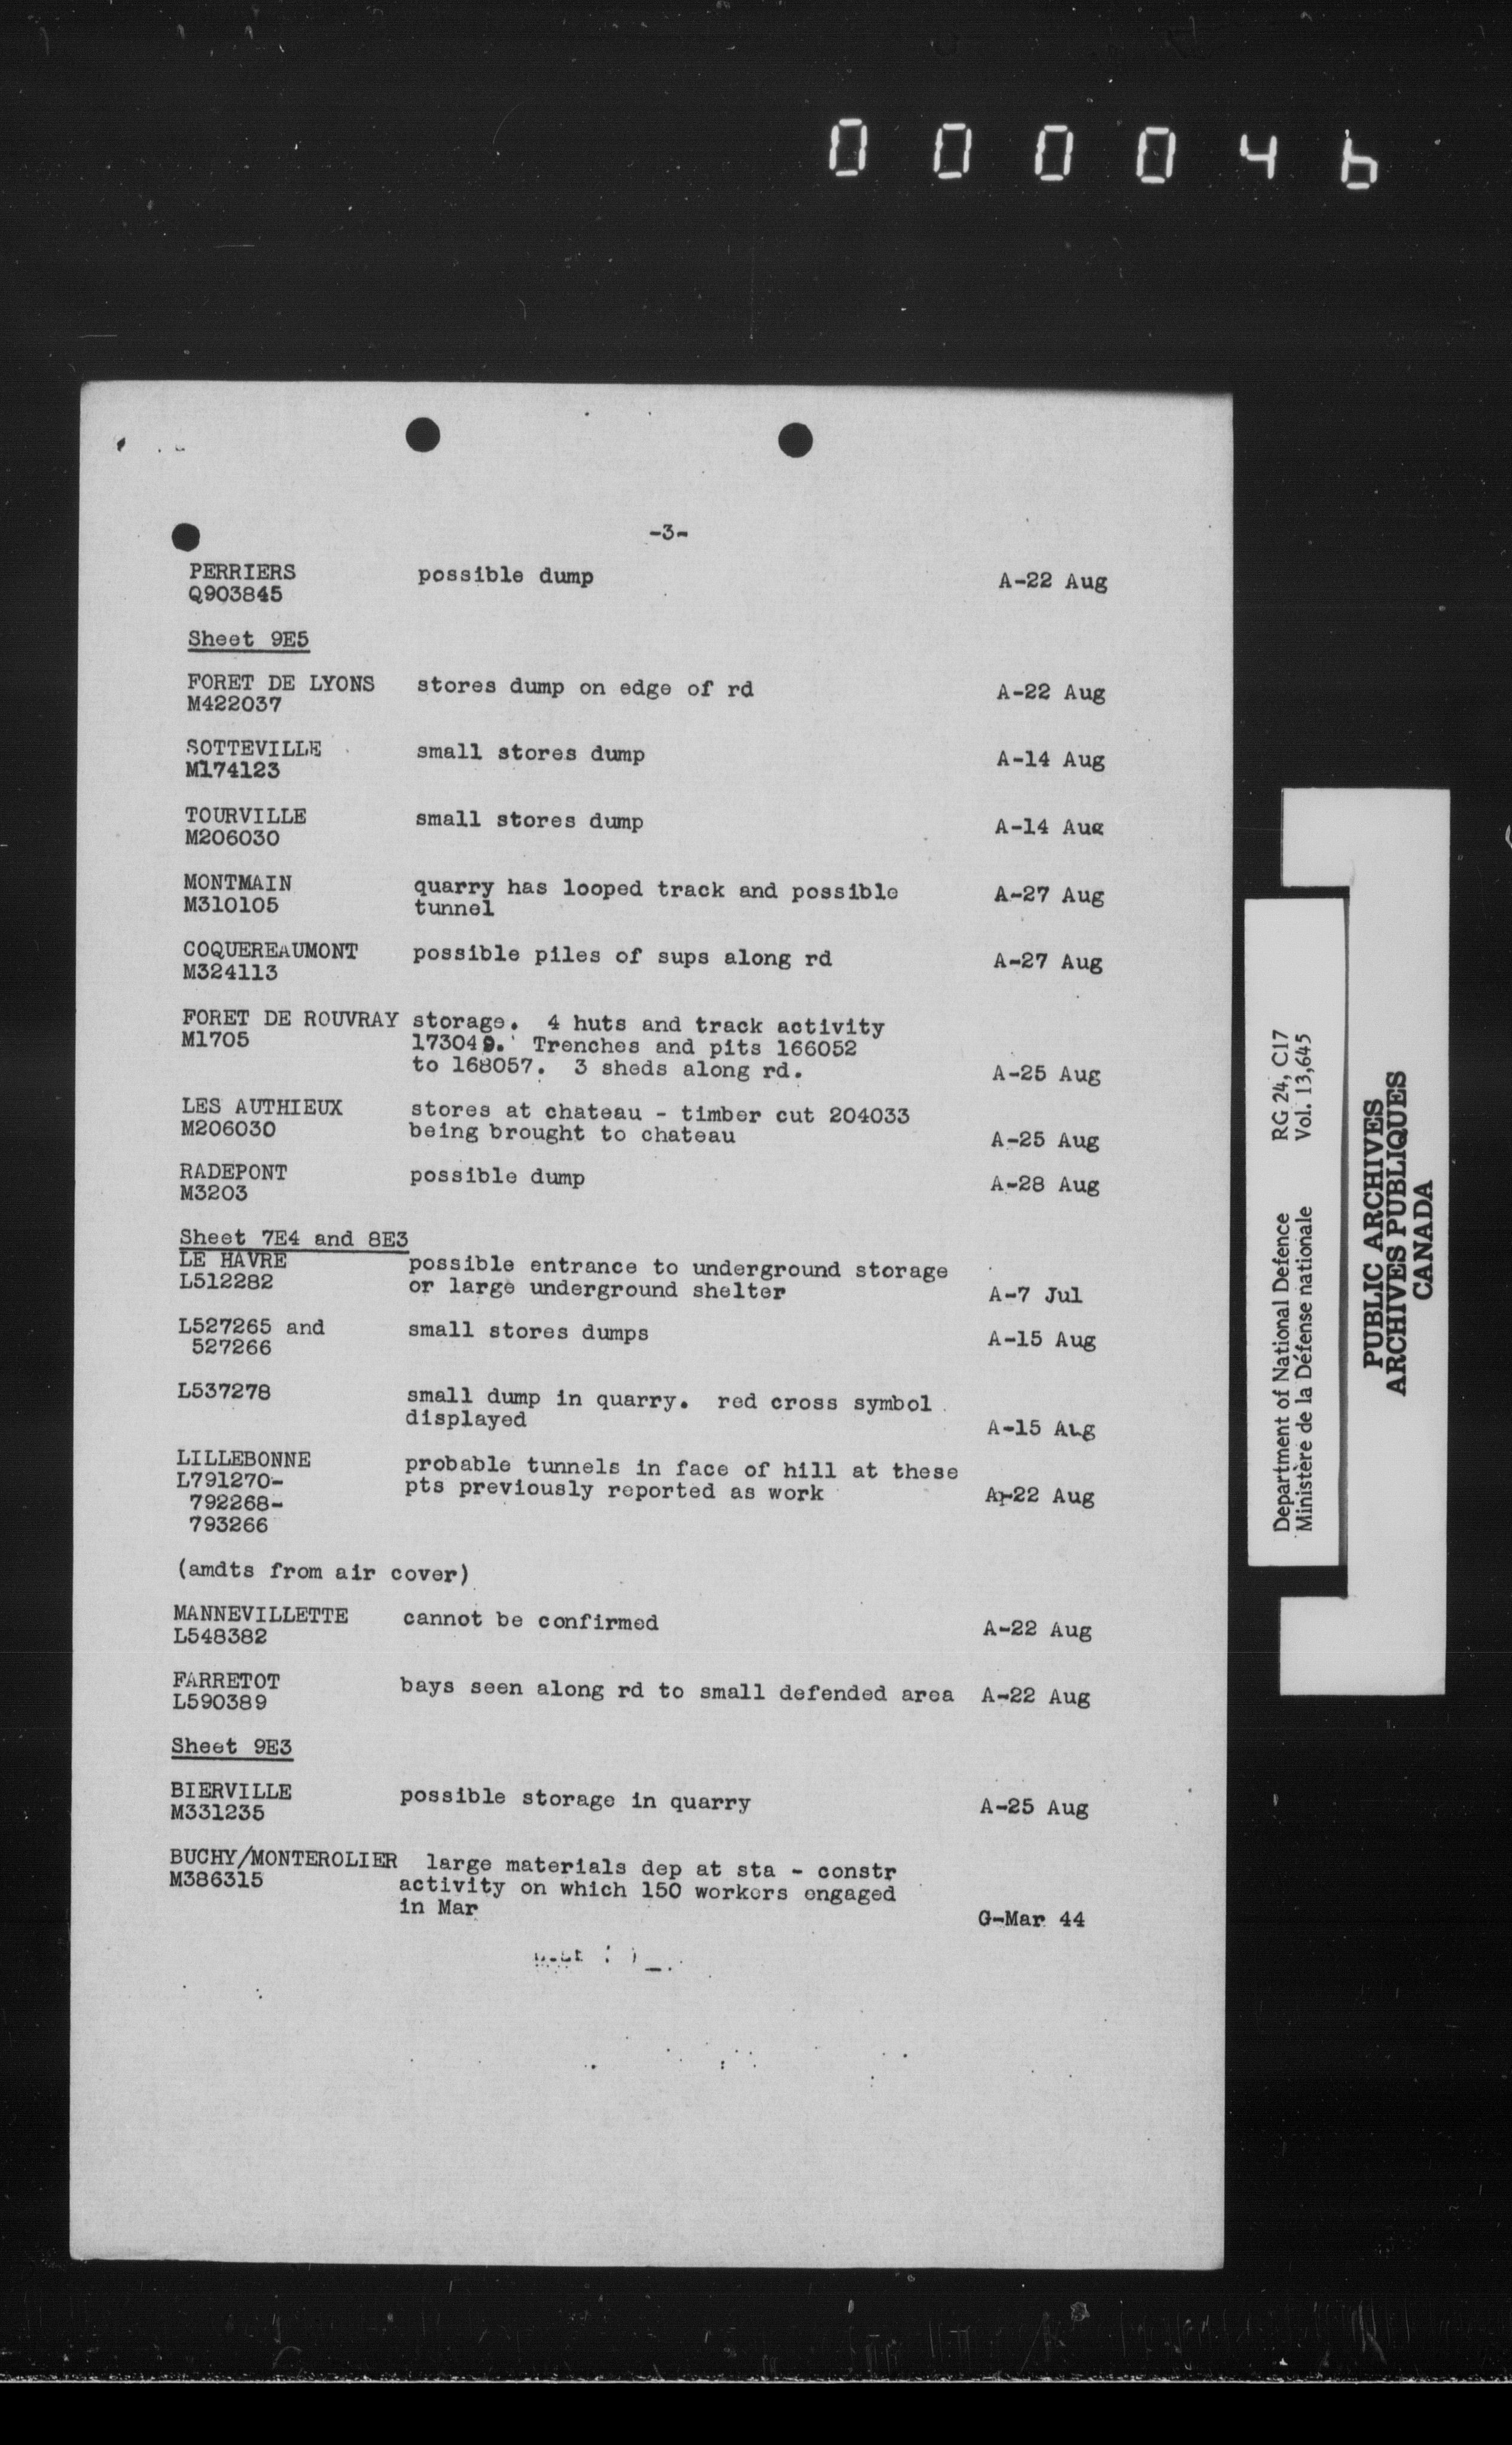 000046
-3-
PERRIERS possible dump A-22 Aug
Q903845
Sheet 9E5
FORET DE LYONS stores dump on edge of rd A-22 Aug
M422037
SOTTEVILLE small stores dump A-14 Aug
M174123
TOURVILLE small stores dump A-14 Aug
M206030
MONTMAIN quarry has looped track and possible A-27 Aug
M310105 tunnel
COQUEREAUMONT possible piles of sups along rd A-27 Aug
M324113
FORET DE ROUVRAY storage. 4 huts and track activity
M1705 173049. Trenches and pits 166052
to 168057. 3 sheds along rd. A-25 Aug
LES AUTHIEUX stores at chateau - timber cut 204033
M206030 being brought to chateau A-25 Aug
RADEPONT possible dump A-28 Aug
M3203
Sheet 7E4 and 8E3
LE HAVRE possible entrance to underground storage
L512282 or large underground shelter A-7 Jul
L527265 and small stores dumps A-15 Aug
527266
L537278 small dump in quarry. red cross symbol
displayed A-15 Aug
LILLEBONNE probable tunnels in face of hill at these
L791270- pts previously reported as work A-22 Aug
792268-
793266
(amdts from air cover)
MANNEVILLETTE cannot be confirmed A-22 Aug
L548382
FARRETOT bays seen along rd to small defended area A-22 Aug
L590389
Sheet 9E3
BIERVILLE possible storage in quarry A-25 Aug
M331235
BUCHY/MONTEROLIER large materials dep at sta - constr
M386315 activity on which 150 workers engaged
in Mar G-Mar 44
Department of National Defence RG 24, C17
Ministère de la Défense nationale Vol. 13,645
PUBLIC ARCHIVES
ARCHIVES PUBLIQUES
CANADA